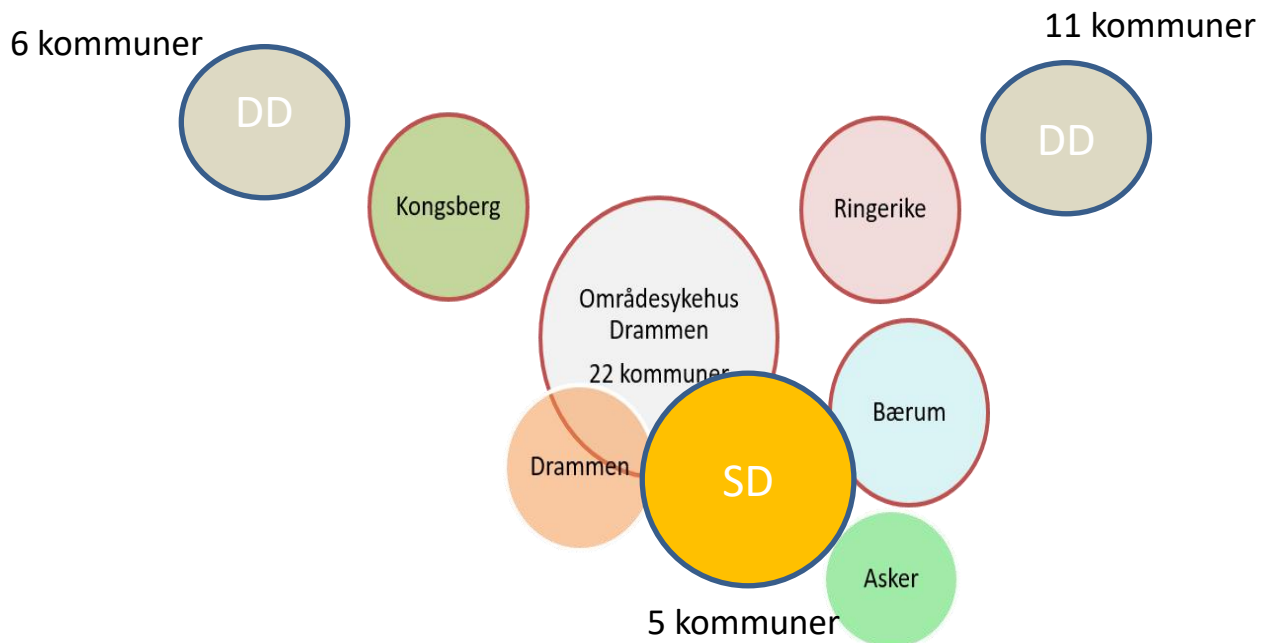 6 kommuner
11 kommuner
DD
DD
Kongsberg
Ringerike
Områdesykehus
Drammen
22 kommuner
Bærum
Drammen
SD
Asker
5 kommuner